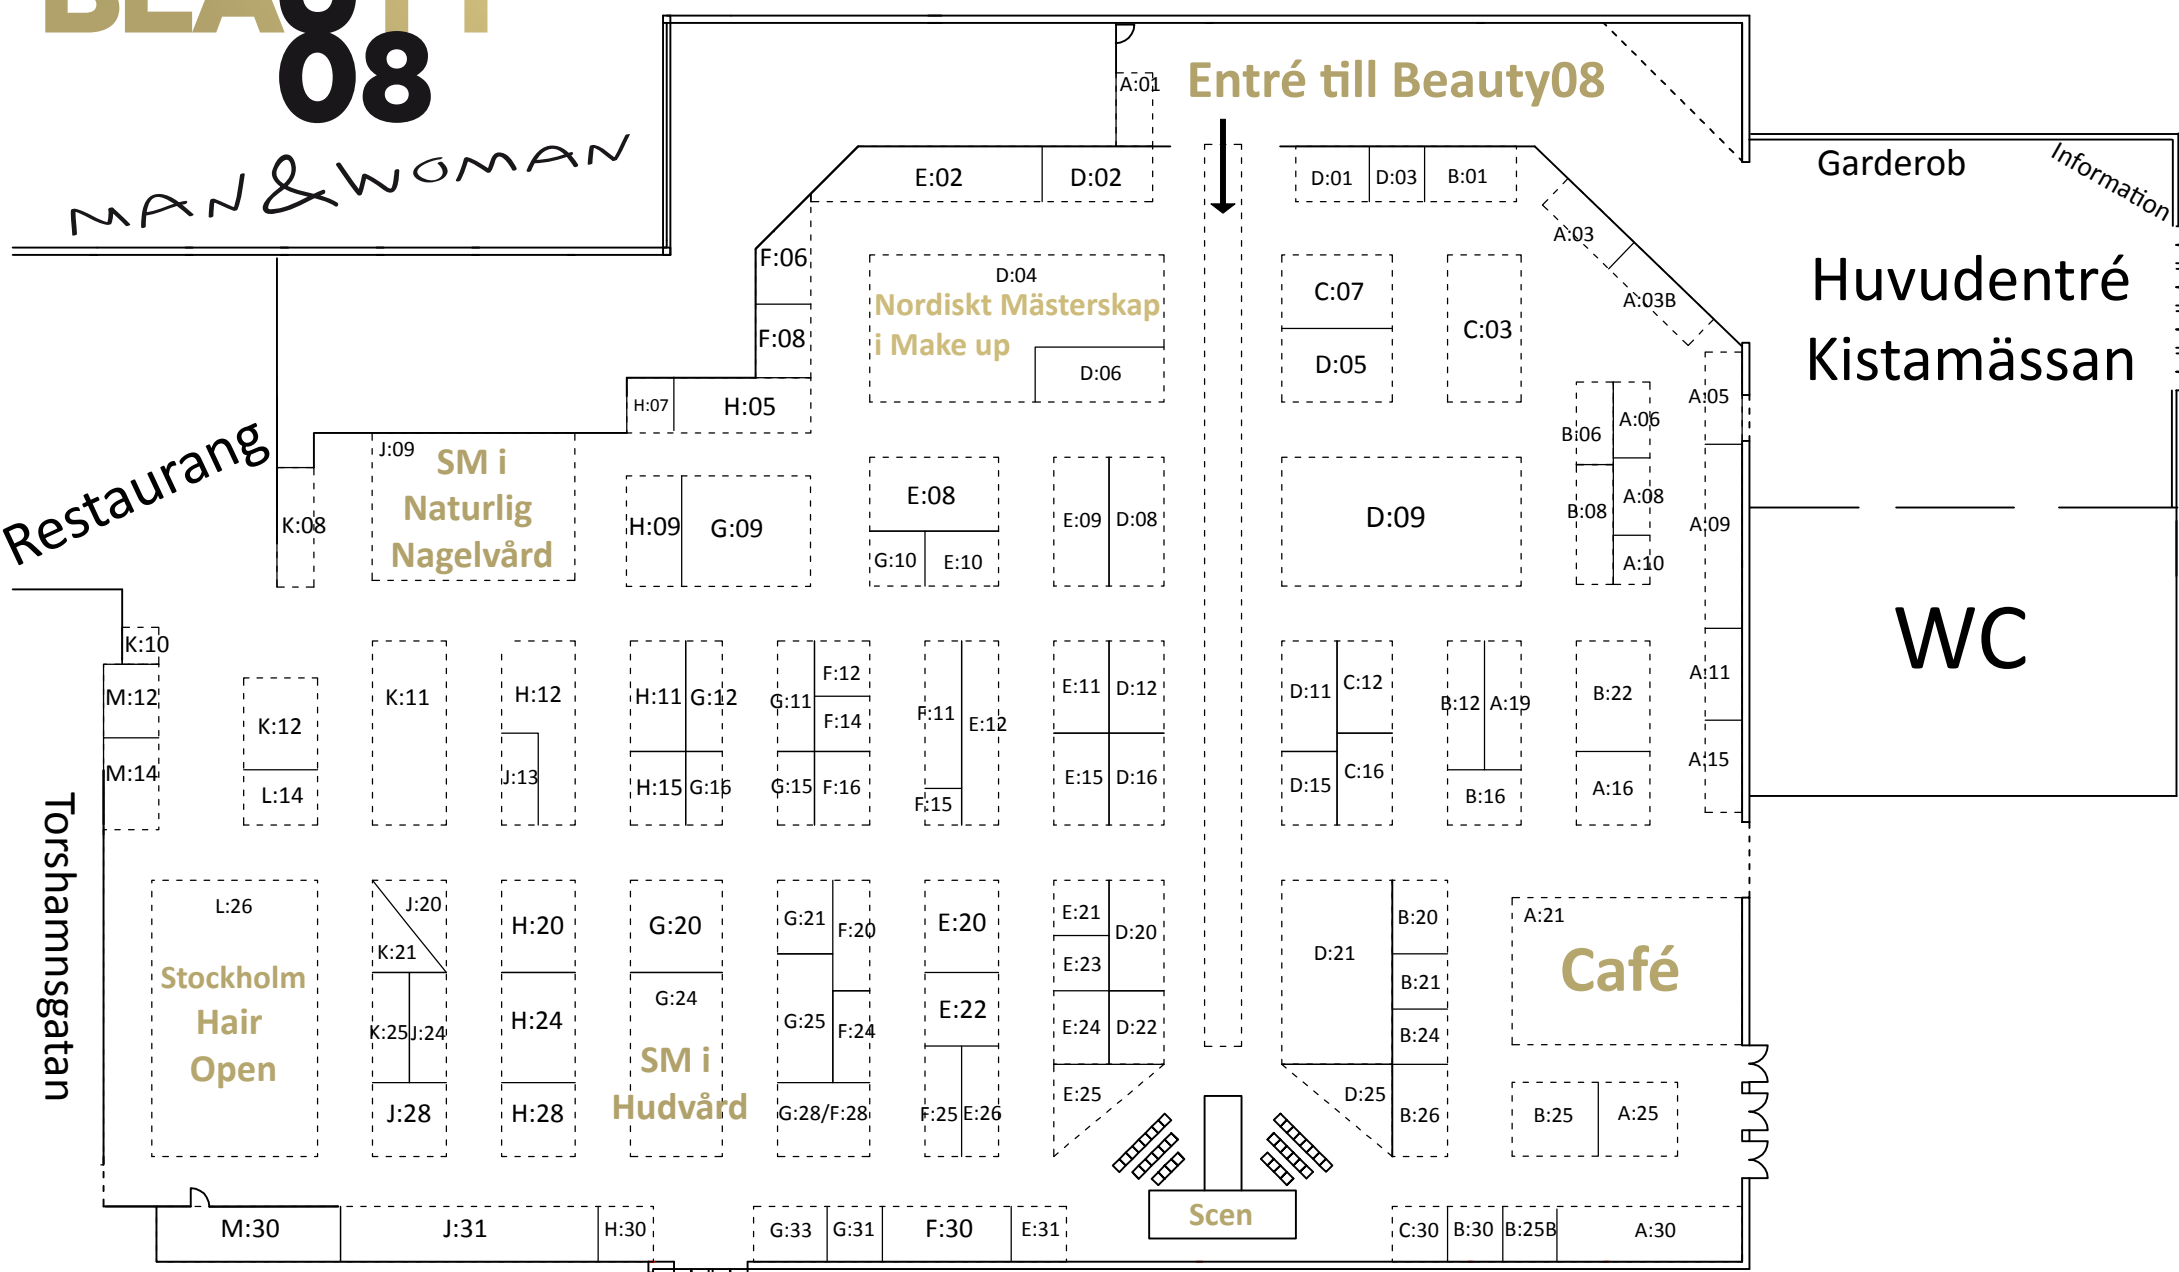 BEAUTY
08
MAN & WOMAN
Entré till Beauty08
A:01
E:02
D:02
D:01
D:03
B:01
Garderob
Information
A:03
F:06
D:04
C:07
A:03B
Huvudentré
Kistamässan
Nordiskt Mästerskap
i Make up
F:08
C:03
D:05
D:06
H:07
H:05
A:05
B:06
A:06
Restaurang
J:09
SM i
Naturlig
Nagelvård
K:08
H:09
G:09
E:08
G:10
E:10
E:09
D:08
D:09
B:08
A:08
A:09
A:10
WC
K:10
M:12
M:14
K:12
L:14
K:11
H:12
J:13
H:11
G:12
H:15
G:16
G:11
F:12
F:14
G:15
F:16
F:11
E:12
F:15
E:11
D:12
E:15
D:16
D:11
C:12
D:15
C:16
B:12
A:19
B:16
B:22
A:16
A:11
A:15
Torshamnsgatan
L:26
Stockholm
Hair
Open
J:20
K:21
K:25
J:24
J:28
H:20
H:24
H:28
G:20
G:24
SM i
Hudvård
G:21
F:20
G:25
F:24
G:28/F:28
E:20
E:22
F:25
E:26
E:21
D:20
E:23
E:24
D:22
E:25
D:21
D:25
B:20
B:21
B:24
B:26
A:21
Café
B:25
A:25
M:30
J:31
H:30
G:33
G:31
F:30
E:31
Scen
C:30
B:30
B:25B
A:30